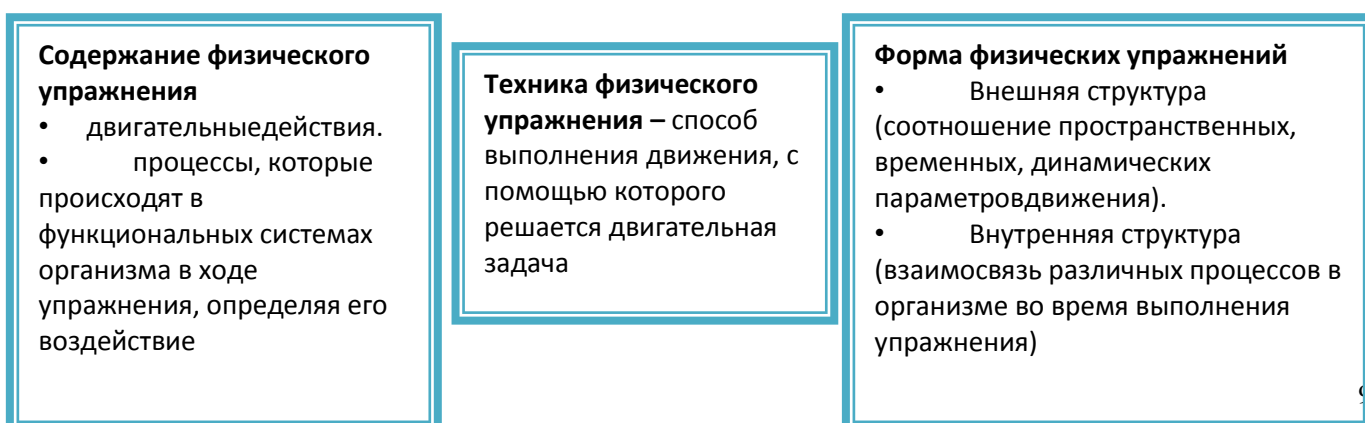 Содержание физического
упражнения
• двигательныедействия.
• процессы, которые
происходят в
функциональных системах
организма в ходе
упражнения, определяя его
воздействие
Техника физического
упражнения – способ
выполнения движения, с
помощью которого
решается двигательная
задача
Форма физических упражнений
• Внешняя структура
(соотношение пространственных,
временных, динамических
параметровдвижения).
• Внутренняя структура
(взаимосвязь различных процессов в
организме во время выполнения
упражнения)